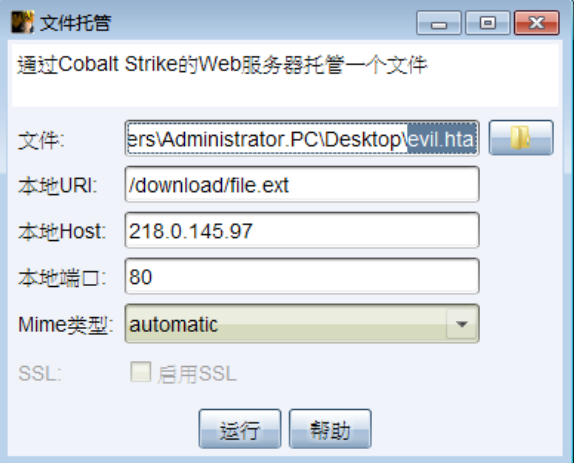 文件托管
通过Cobalt Strike的Web服务器托管一个文件
文件: ers\Administrator.PC\Desktop\evil.hta
本地URI: /download/file.ext
本地Host: 218.0.145.97
本地端口: 80
Mime类型: automatic
SSL: 启用SSL
运行 帮助